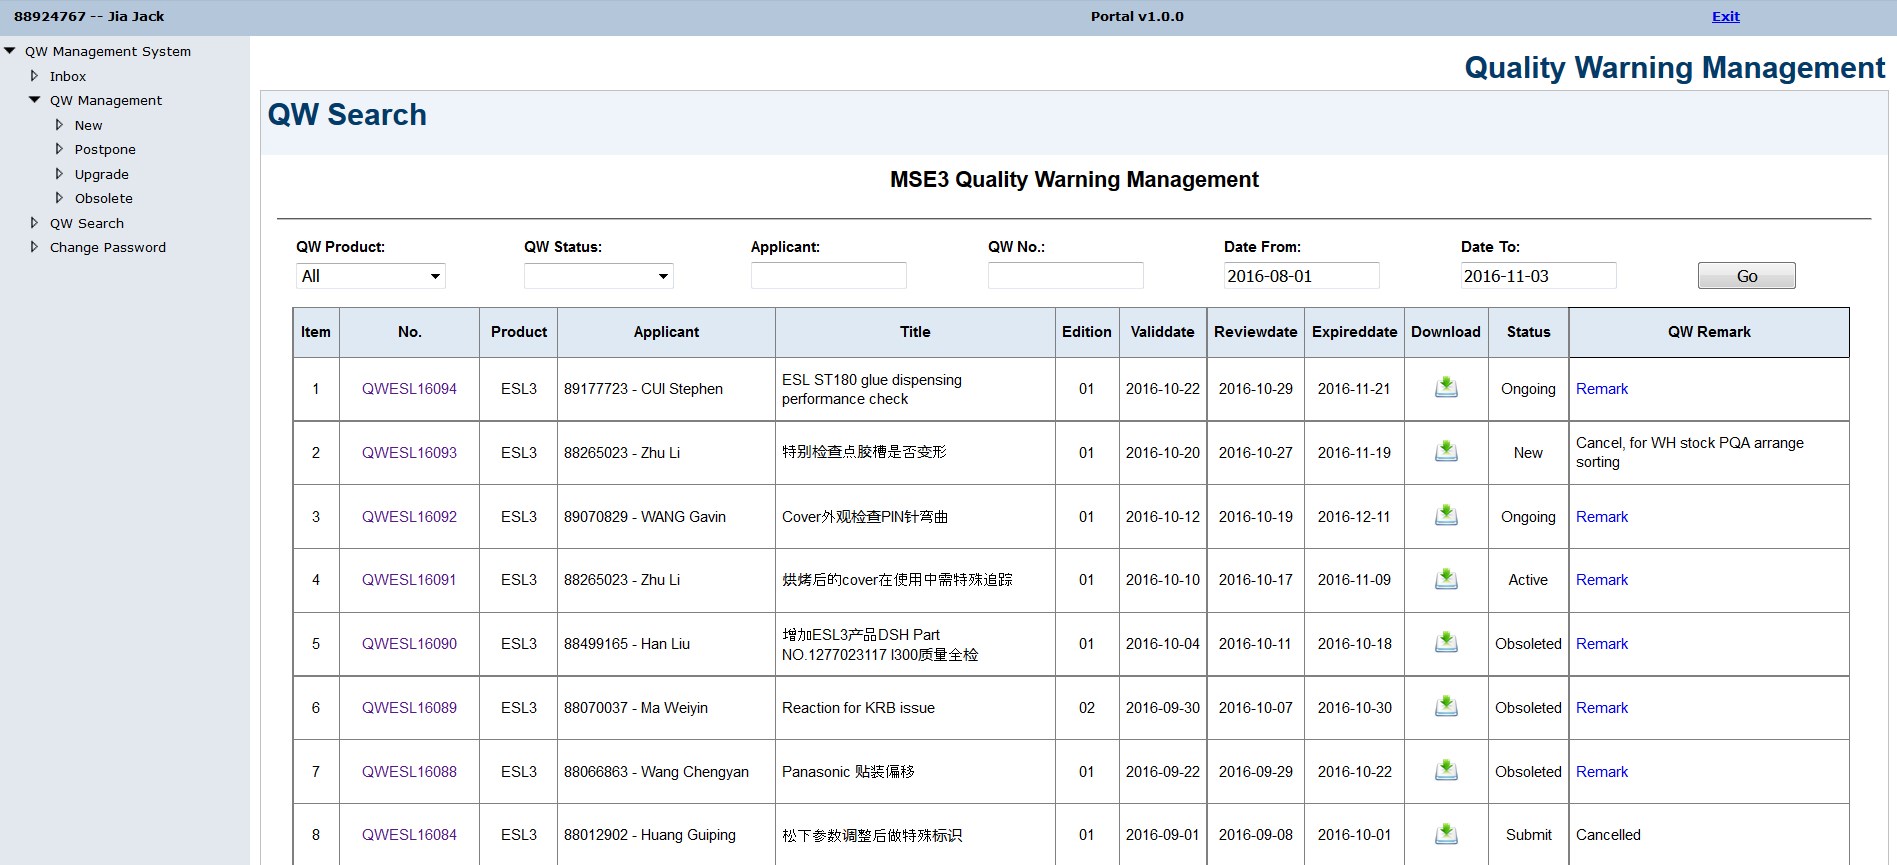 88924767 -- Jia Jack Portal v1.0.0 Exit
QW Management System
Inbox
QW Management
New
Postpone
Upgrade
Obsolete
QW Search
Change Password
Quality Warning Management
QW Search
MSE3 Quality Warning Management
QW Product: QW Status: Applicant: QW No.: Date From: Date To:
All 2016-08-01 2016-11-03 Go
Item No. Product Applicant Title Edition Validdate Reviewdate Expireddate Download Status QW Remark
1 QWESL16094 ESL3 89177723 - CUI Stephen ESL ST180 glue dispensing performance check 01 2016-10-22 2016-10-29 2016-11-21 Ongoing Remark
2 QWESL16093 ESL3 88265023 - Zhu Li 特别检查点胶槽是否变形 01 2016-10-20 2016-10-27 2016-11-19 New Cancel, for WH stock PQA arrange sorting
3 QWESL16092 ESL3 89070829 - WANG Gavin Cover外观检查PIN针弯曲 01 2016-10-12 2016-10-19 2016-12-11 Ongoing Remark
4 QWESL16091 ESL3 88265023 - Zhu Li 烘烤后的cover在使用中需特殊追踪 01 2016-10-10 2016-10-17 2016-11-09 Active Remark
5 QWESL16090 ESL3 88499165 - Han Liu 增加ESL3产品DSH Part NO.1277023117 I300质量全检 01 2016-10-04 2016-10-11 2016-10-18 Obsoleted Remark
6 QWESL16089 ESL3 88070037 - Ma Weiyin Reaction for KRB issue 02 2016-09-30 2016-10-07 2016-10-30 Obsoleted Remark
7 QWESL16088 ESL3 88066863 - Wang Chengyan Panasonic 贴装偏移 01 2016-09-22 2016-09-29 2016-10-22 Obsoleted Remark
8 QWESL16084 ESL3 88012902 - Huang Guiping 松下参数调整后做特殊标识 01 2016-09-01 2016-09-08 2016-10-01 Submit Cancelled